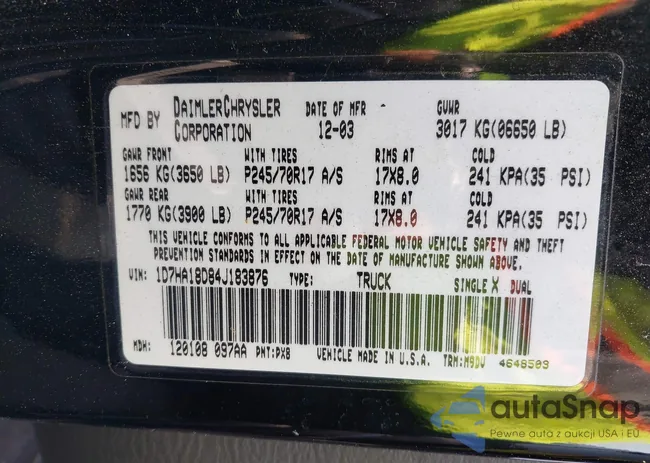 MFD BY DAIMLERCHRYSLER CORPORATION DATE OF MFR - 12-03 GVWR 3017 KG(06650 LB)
GAWR FRONT WITH TIRES RIMS AT COLD
1656 KG(3650 LB) P245/70R17 A/S 17X8.0 241 KPA(35 PSI)
GAWR REAR WITH TIRES RIMS AT COLD
1770 KG(3900 LB) P245/70R17 A/S 17X8.0 241 KPA(35 PSI)
THIS VEHICLE CONFORMS TO ALL APPLICABLE FEDERAL MOTOR VEHICLE SAFETY AND THEFT
PREVENTION STANDARDS IN EFFECT ON THE DATE OF MANUFACTURE SHOWN ABOVE.
VIN: 1D7HA18D84J183876 TYPE: TRUCK SINGLE X DUAL
MDH: 120108 097AA PNT:PX8 VEHICLE MADE IN U.S.A. TRM:M9DV 4648503
autaSnap
Pewne auta z aukcji USA i EU